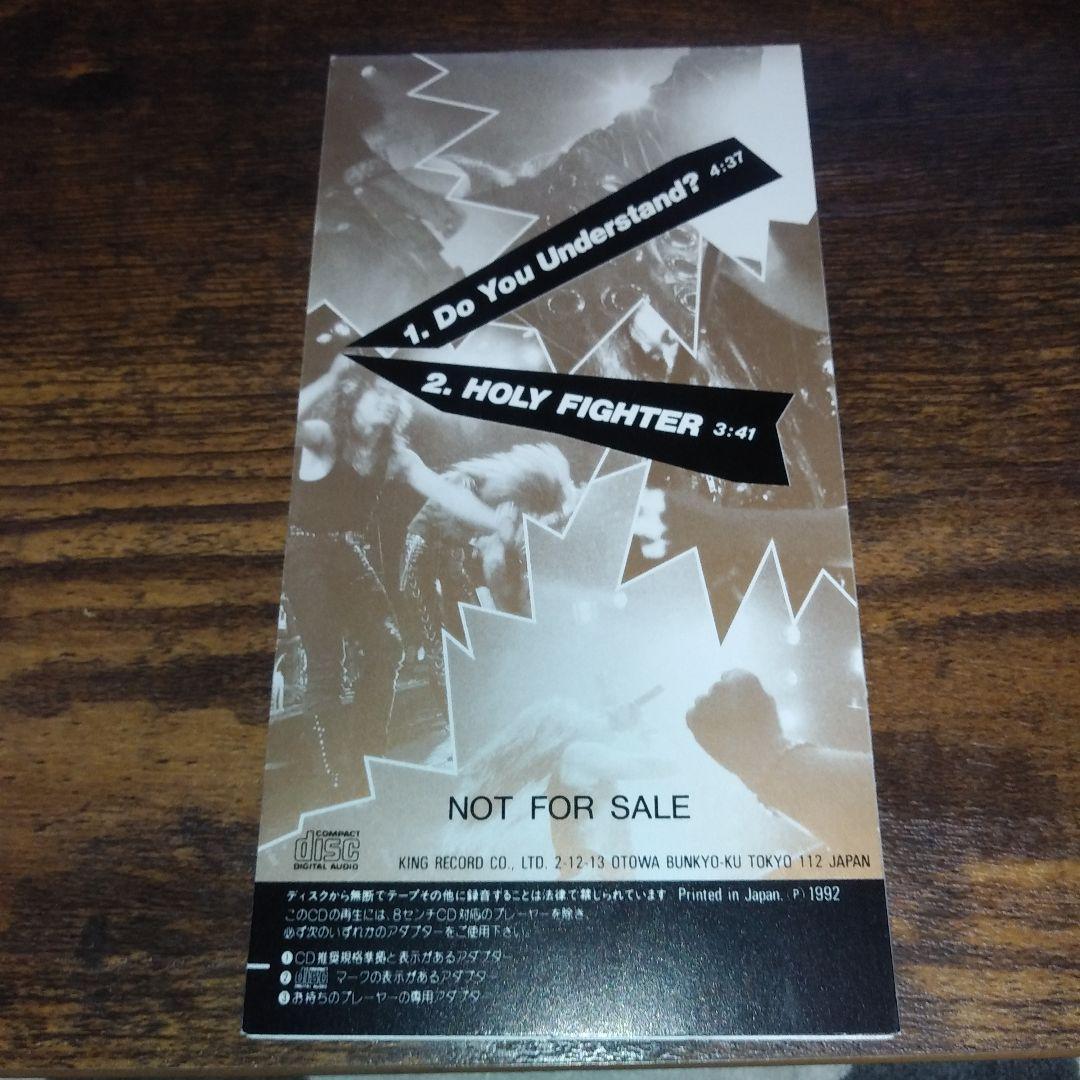 1. Do You Understand? 4:37
2. HOLY FIGHTER 3:41
NOT FOR SALE
COMPACT
disc
DIGITAL AUDIO
KING RECORD CO., LTD. 2-12-13 OTOWA BUNKYO-KU TOKYO 112 JAPAN
ディスクから無断でテープその他に録音することは法律で禁じられています Printed in Japan. Ⓟ 1992
このCDの再生には、8センチCD対応のプレーヤーを除き、
必ず次のいずれかのアダプターをご使用下さい。
❶CD推奨規格準拠と表示があるアダプター
❷disc マークの表示があるアダプター
❸お持ちのプレーヤーの専用アダプター